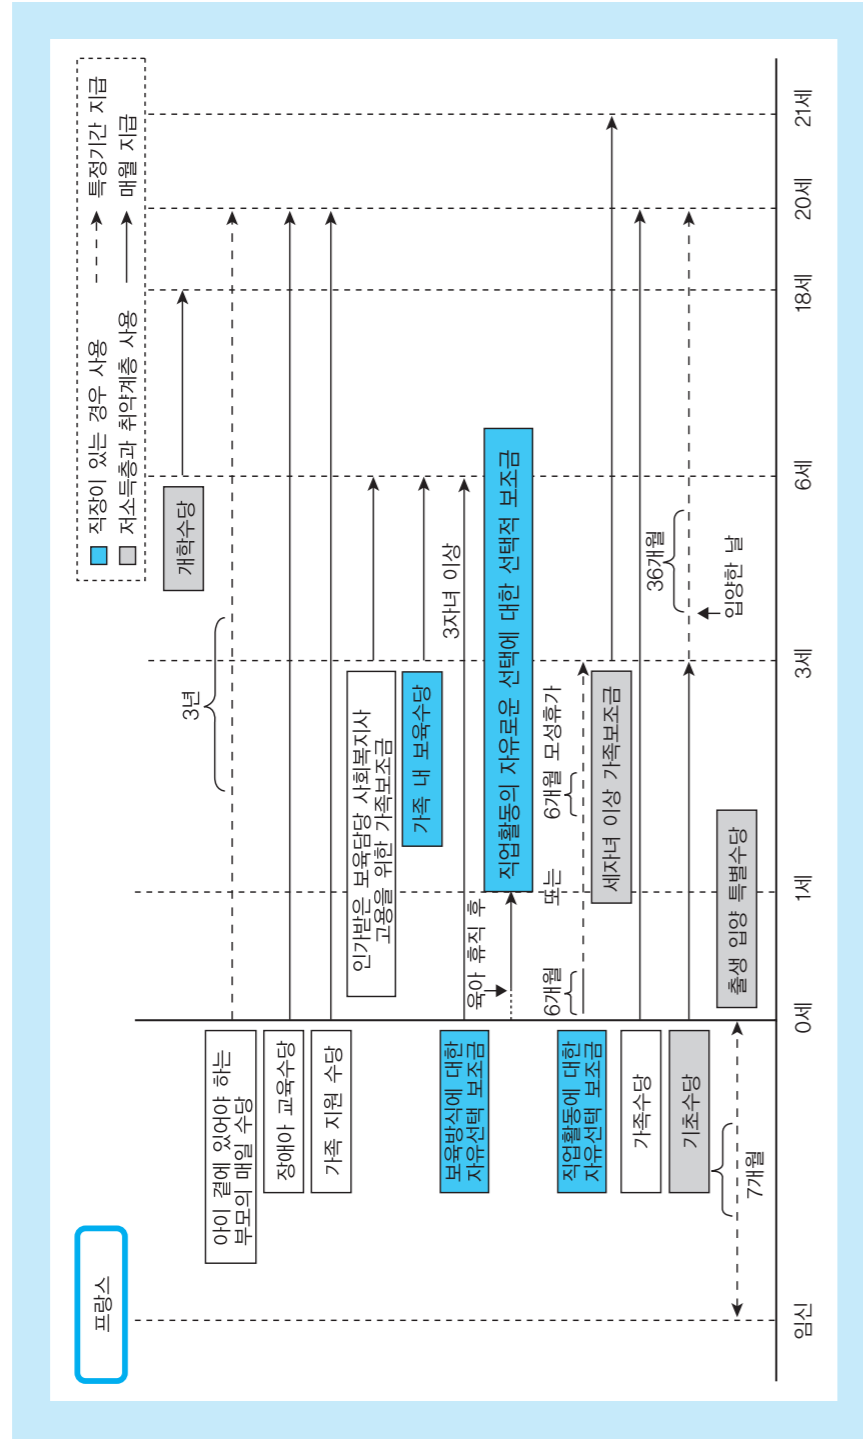 프랑스
직장이 있는 경우 사용
특정기간 지급
저소득층과 취약계층 사용
매월 지급
개학수당
3년
아이 곁에 있어야 하는
부모의 매일 수당
장애아 교육수당
가족 지원 수당
인가받은 보육담당 사회복지사
고용을 위한 가족보조금
가족 내 보육수당
3자녀 이상
보육방식에 대한
자유선택 보조금
육아 휴직 후
직업활동의 자유로운 선택에 대한 선택적 보조금
6개월
또는
6개월 모성휴가
직업활동에 대한
자유선택 보조금
세자녀 이상 가족보조금
가족수당
36개월
기초수당
입양한 날
7개월
출생 입양 특별수당
임신
0세
1세
3세
6세
18세
20세
21세